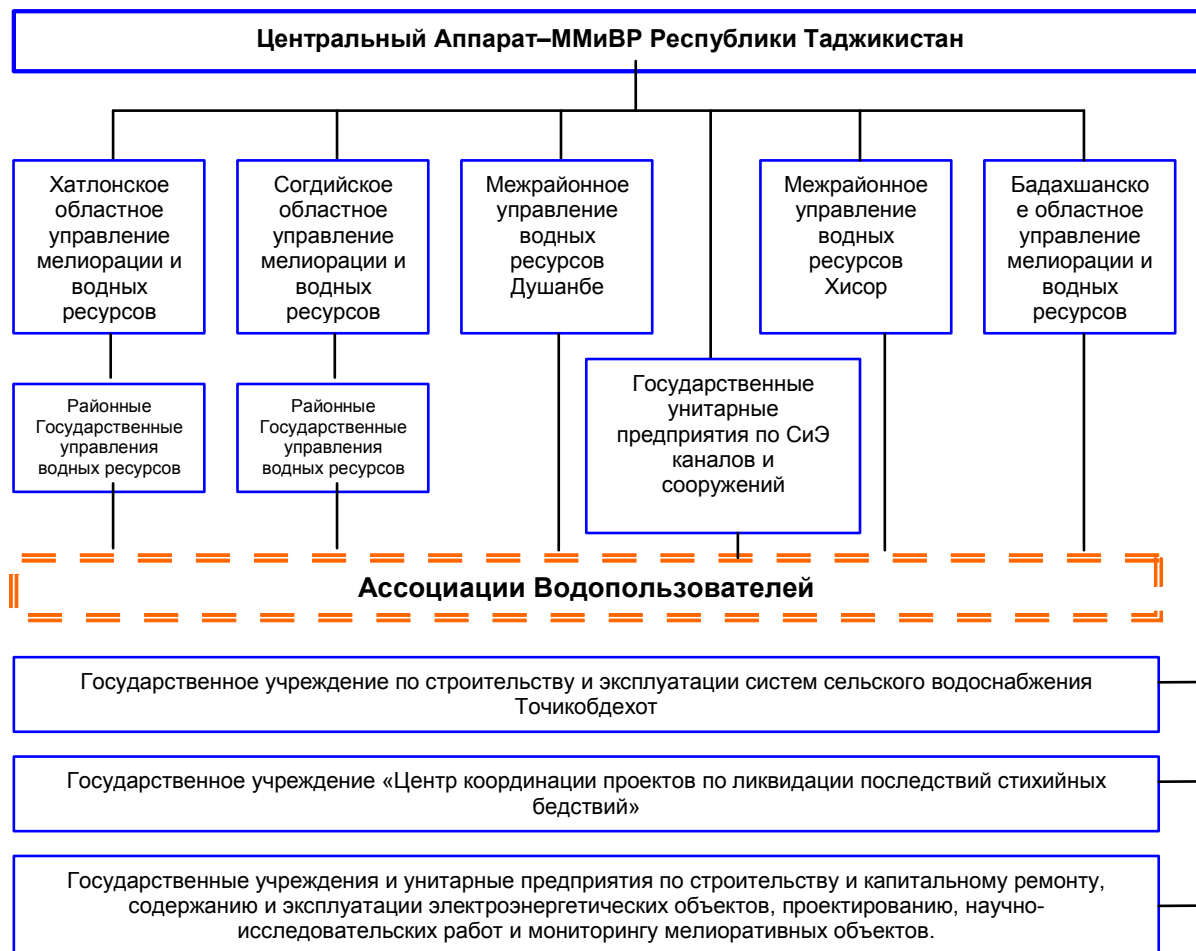 Центральный Аппарат–ММиВР Республики Таджикистан
Хатлонское
областное
управление
мелиорации и
водных
ресурсов
Согдийское
областное
управление
мелиорации и
водных
ресурсов
Межрайонное
управление
водных
ресурсов
Душанбе
Межрайонное
управление
водных
ресурсов
Хисор
Бадахшанско
е областное
управление
мелиорации и
водных
ресурсов
Районные
Государственные
управления
водных ресурсов
Районные
Государственные
управления
водных ресурсов
Государственные
унитарные
предприятия по СиЭ
каналов и
сооружений
Ассоциации Водопользователей
Государственное учреждение по строительству и эксплуатации систем сельского водоснабжения
Точикобдехот
Государственное учреждение «Центр координации проектов по ликвидации последствий стихийных
бедствий»
Государственные учреждения и унитарные предприятия по строительству и капитальному ремонту,
содержанию и эксплуатации электроэнергетических объектов, проектированию, научно-
исследовательских работ и мониторингу мелиоративных объектов.